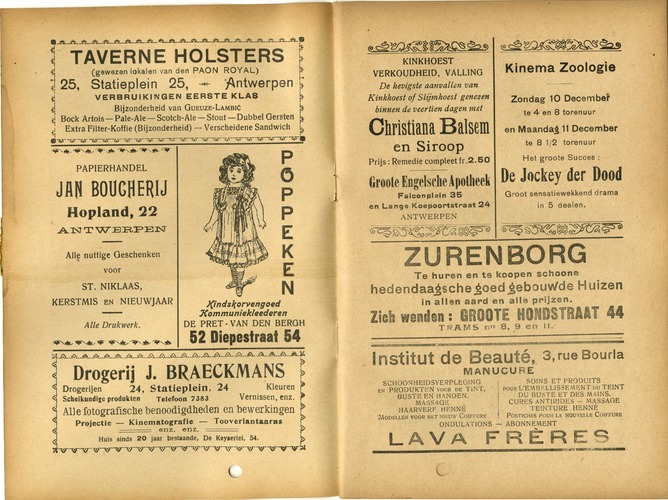 TAVERNE HOLSTERS
(gewezen lokalen van den PAON ROYAL)
25, Statieplein 25, Antwerpen
VERBRUIKINGEN EERSTE KLAS
Bijzonderheid van GUEUZE-LAMBIC
Bock Artois — Pale-Ale — Scotch-Ale — Stout — Dubbel Gersten
Extra Filter-Koffie (Bijzonderheid) — Verscheidene Sandwich
PAPIERHANDEL
JAN BOUCHERIJ
Hopland, 22
ANTWERPEN
Alle nuttige Geschenken
voor
ST. NIKLAAS,
KERSTMIS EN NIEUWJAAR
Alle Drukwerk.
POPPEKEN
Kindskorvengoed
Kommuniekleederen
DE PRET-VAN DEN BERGH
52 Diepestraat 54
Drogerij J. BRAECKMANS
Drogerijen 24, Statieplein, 24 Kleuren
Scheikundige produkten Telefoon 7383 Vernissen, enz.
Alle fotografische benoodigdheden en bewerkingen
Projectie — Kinematografie — Tooverlantaarns
enz. enz.
Huis sinds 20 jaar bestaande, De Keyserlei, 54.
KINKHOEST
VERKOUDHEID, VALLING
De hevigste aanvallen van
Kinkhoest of Slijmhoest genezen
binnen de veertien dagen met
Christiana Balsem
en Siroop
Prijs: Remedie compleet fr. 2.50
Groote Engelsche Apotheek
Falconplein 35
en Lange Koepoortstraat 24
ANTWERPEN
Kinema Zoologie
Zondag 10 December
te 4 en 8 torenuur
en Maandag 11 December
te 8 1/2 torenuur
Het groote Succes:
De Jockey der Dood
Groot sensatiewekkend drama
in 5 deelen.
ZURENBORG
Te huren en te koopen schoone
hedendaagsche goed gebouwde Huizen
in allen aard en alle prijzen.
Zich wenden: GROOTE HONDSTRAAT 44
TRAMS nrs 8, 9 en 11.
Institut de Beauté, 3, rue Bourla
MANUCURE
SCHOONHEIDSVERPLEGING
EN PRODUKTEN VOOR DE TINT,
BUSTE EN HANDEN.
MASSAGE
HAARVERF, HENNÉ
MODELLEN VOOR HET NIEUW COIFFURE
SOINS ET PRODUITS
POUR L'EMBELLISSEMENT DU TEINT
DU BUSTE ET DES MAINS.
CURES ANTIRIDES — MASSAGE
TEINTURE HENNÉ
POSTICHES POUR LA NOUVELLE COIFFURE
ONDULATIONS — ABONNEMENT
LAVA FRÈRES